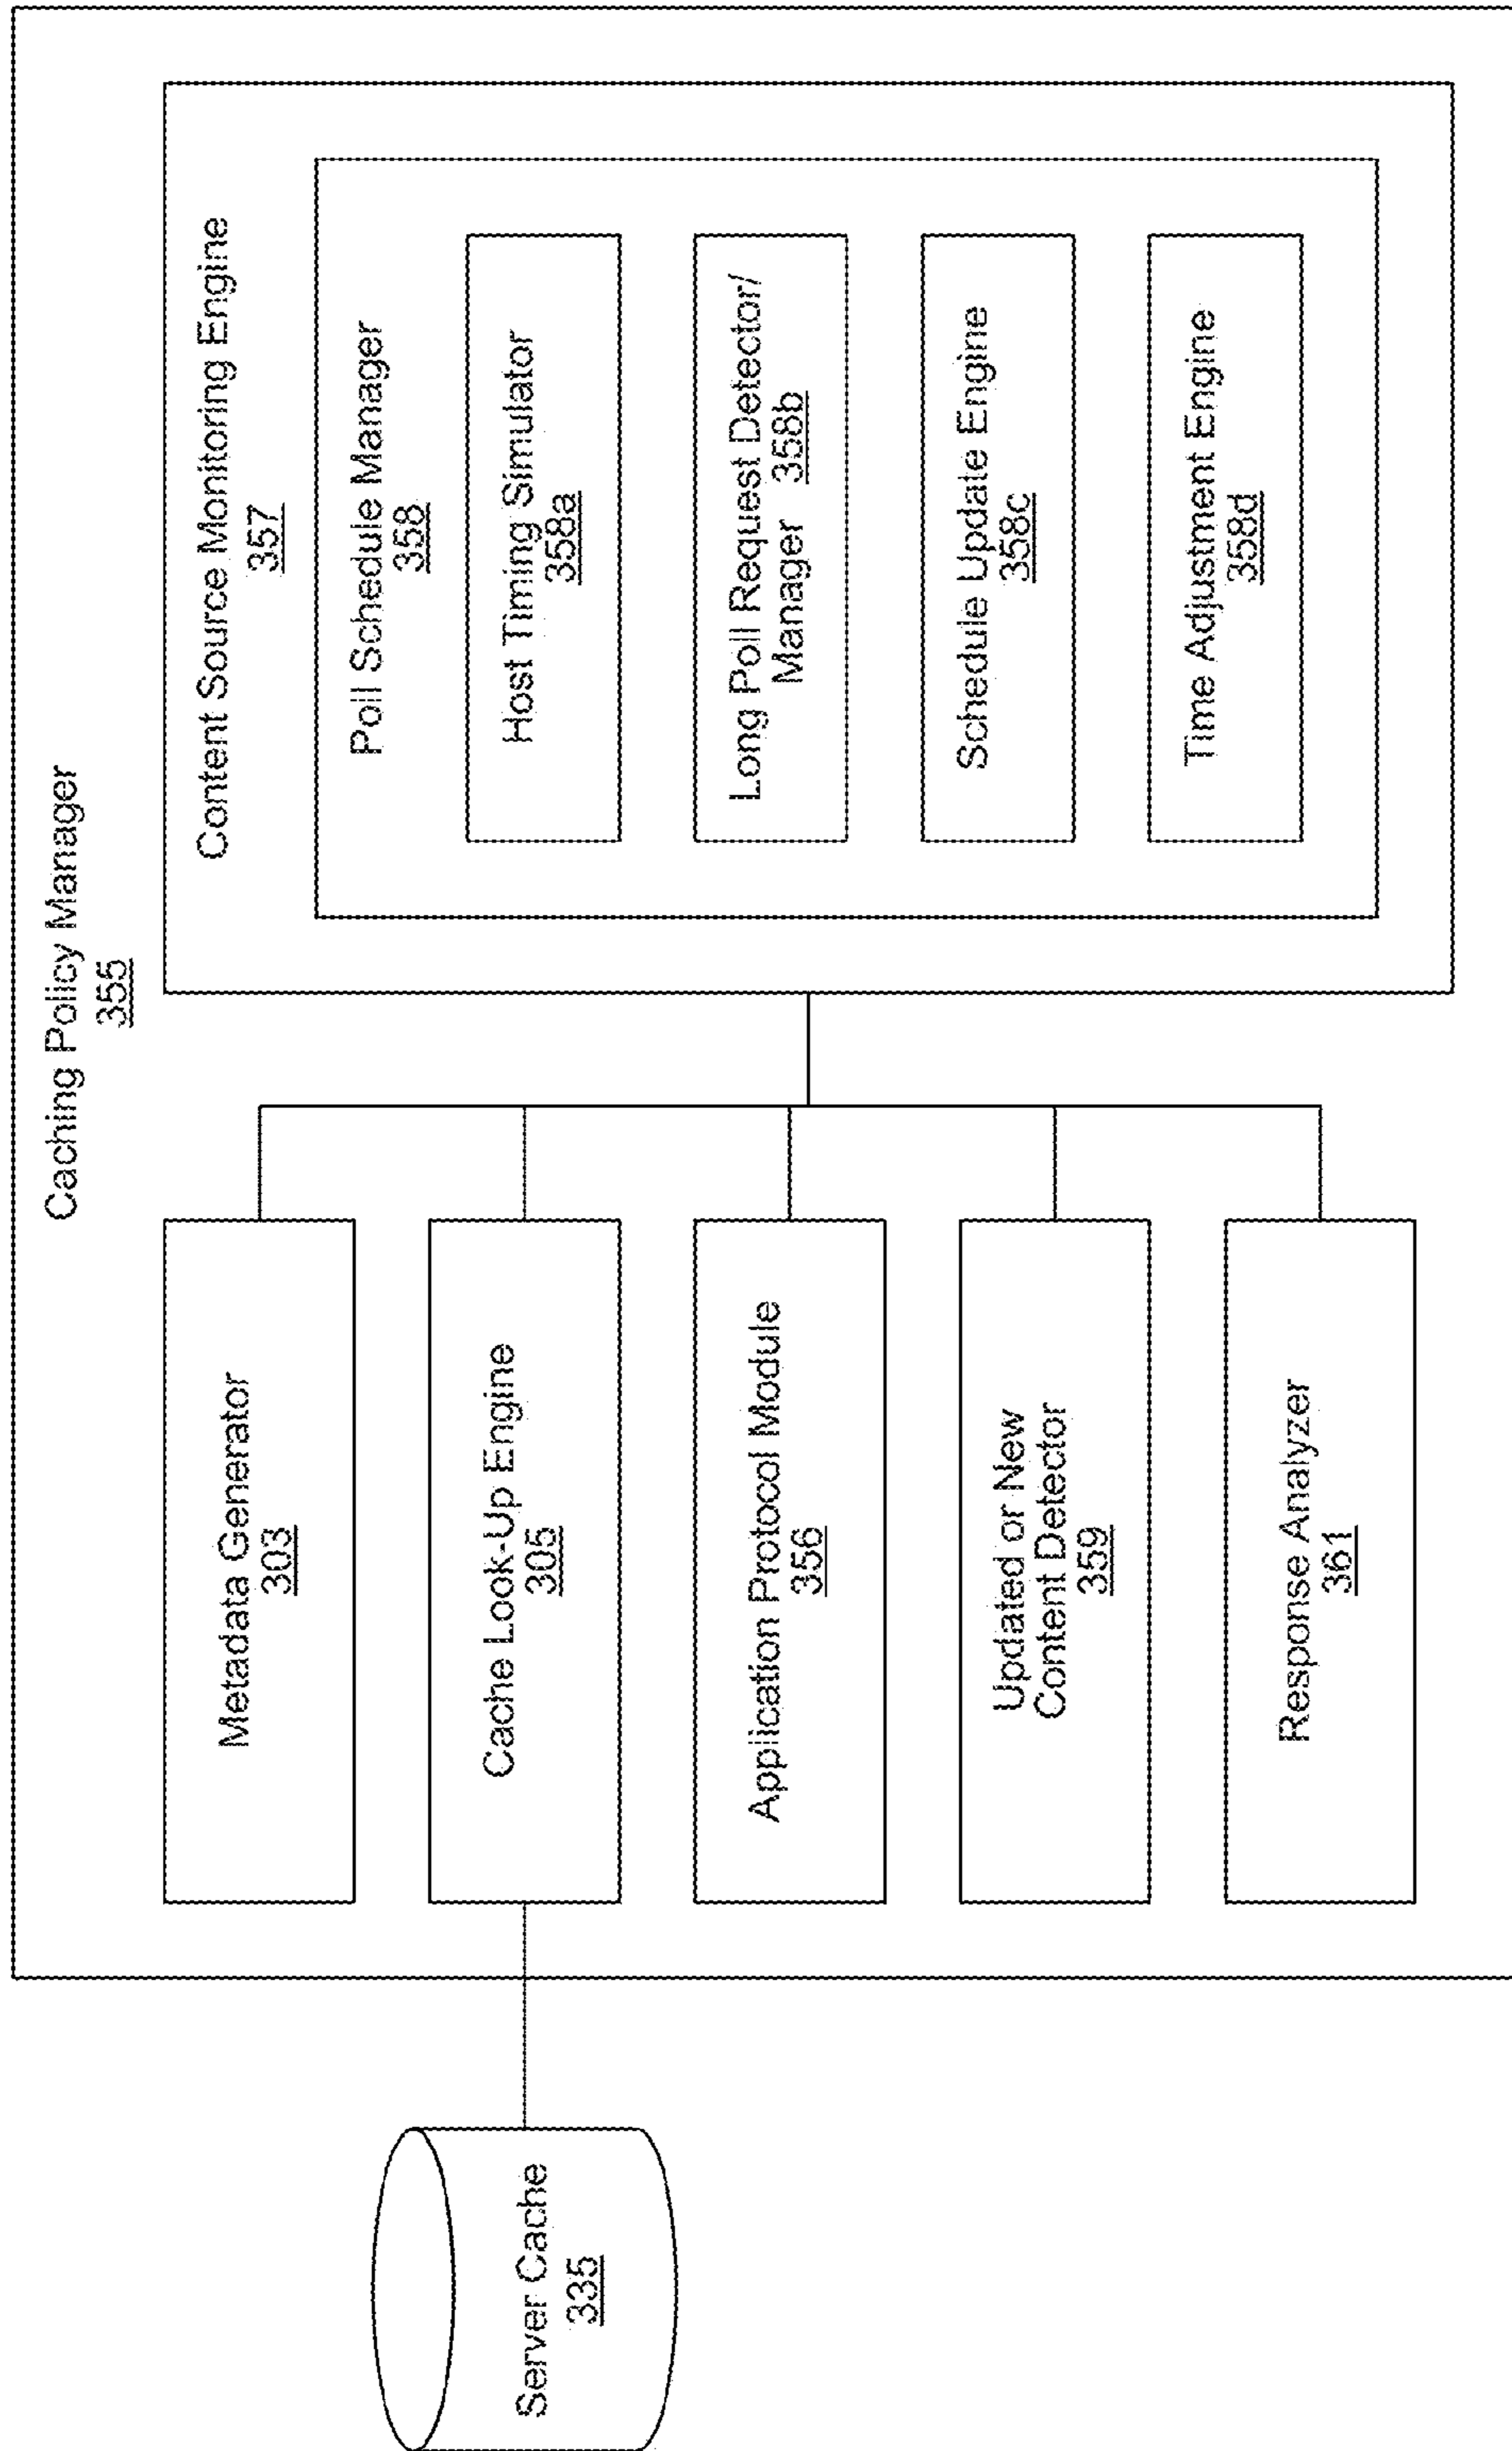 Caching Policy Manager
355
Server Cache
335
Metadata Generator
303
Cache Look-Up Engine
305
Application Protocol Module
356
Updated or New
Content Detector
359
Response Analyzer
361
Content Source Monitoring Engine
357
Poll Schedule Manager
358
Host Timing Simulator
358a
Long Poll Request Detector/
Manager 358b
Schedule Update Engine
358c
Time Adjustment Engine
358d